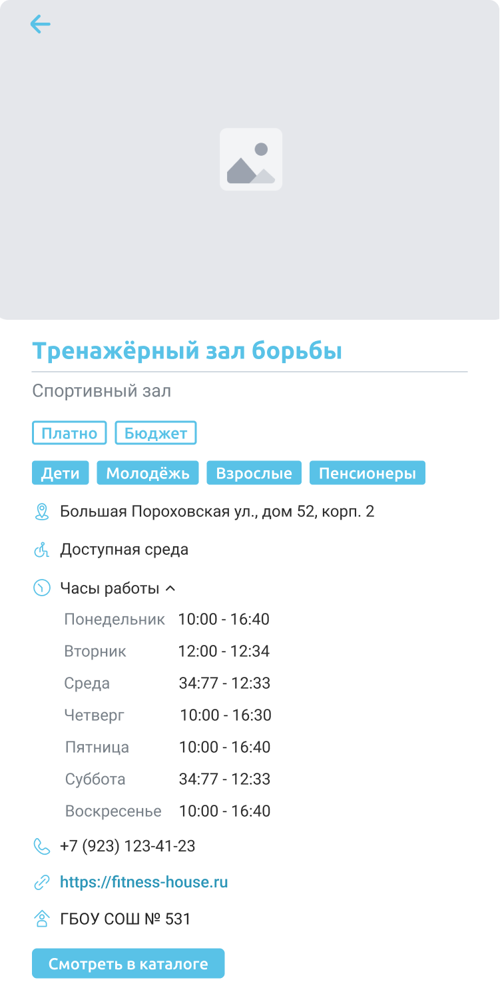 Тренажёрный зал борьбы
Спортивный зал
Платно Бюджет
Дети Молодёжь Взрослые Пенсионеры
Большая Пороховская ул., дом 52, корп. 2
Доступная среда
Часы работы
Понедельник 10:00 - 16:40
Вторник 12:00 - 12:34
Среда 34:77 - 12:33
Четверг 10:00 - 16:30
Пятница 10:00 - 16:40
Суббота 34:77 - 12:33
Воскресенье 10:00 - 16:40
+7 (923) 123-41-23
https://fitness-house.ru
ГБОУ СОШ № 531
Смотреть в каталоге